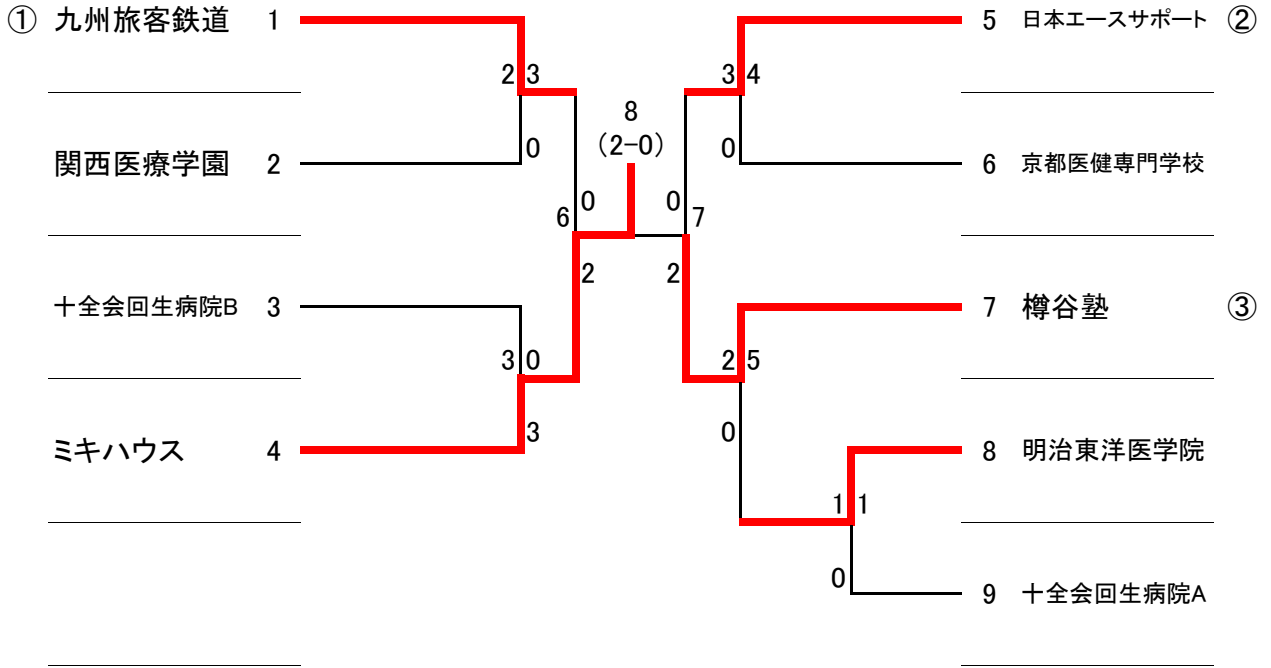 ① 九州旅客鉄道 1
5 日本エースサポート ②
2 3
3 4
8
(2-0)
関西医療学園 2
0
0
6 京都医健専門学校
6 0
0 7
2
2
十全会回生病院B 3
7 樽谷塾 ③
3 0
2 5
ミキハウス 4
3
0
8 明治東洋医学院
1 1
0
9 十全会回生病院A